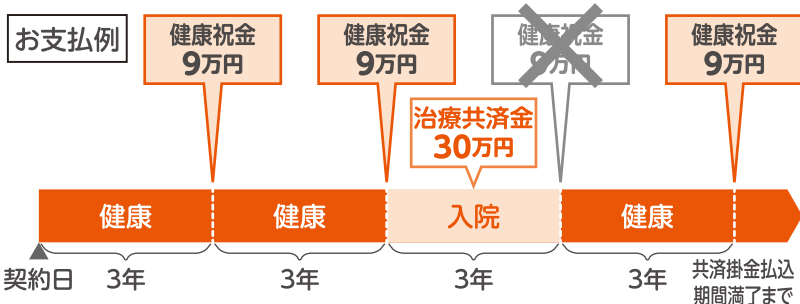 お支払例
健康祝金
9万円
健康祝金
9万円
健康祝金
9万円
健康祝金
9万円
治療共済金
30万円
健康
健康
入院
健康
契約日
3年
3年
3年
3年
共済掛金払込
期間満了まで